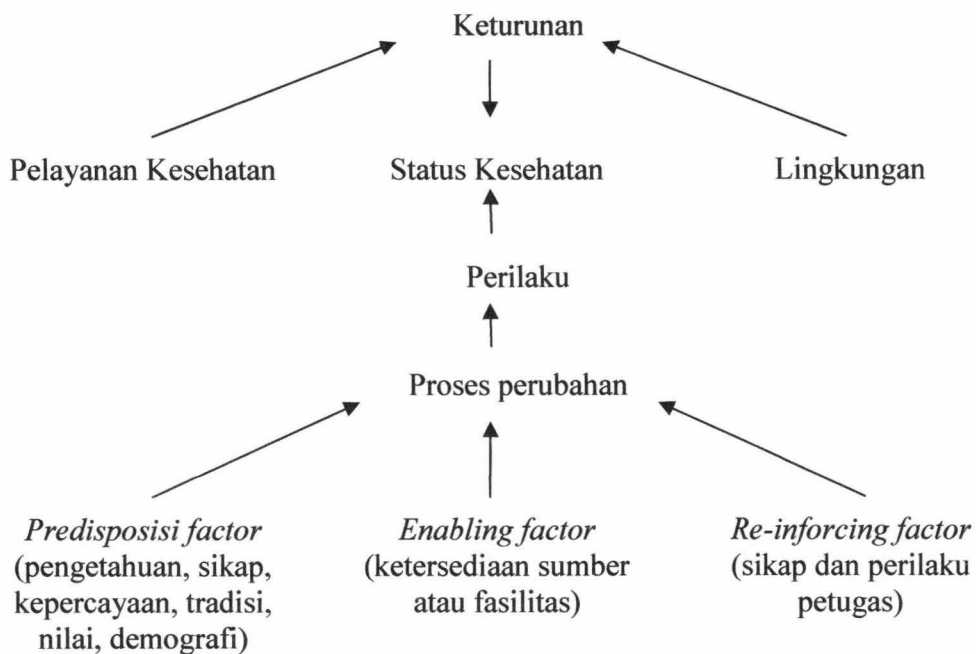 Keturunan
Pelayanan Kesehatan
Status Kesehatan
Lingkungan
Perilaku
Proses perubahan
Predisposisi factor
(pengetahuan, sikap,
kepercayaan, tradisi,
nilai, demografi)
Enabling factor
(ketersediaan sumber
atau fasilitas)
Re-inforcing factor
(sikap dan perilaku
petugas)